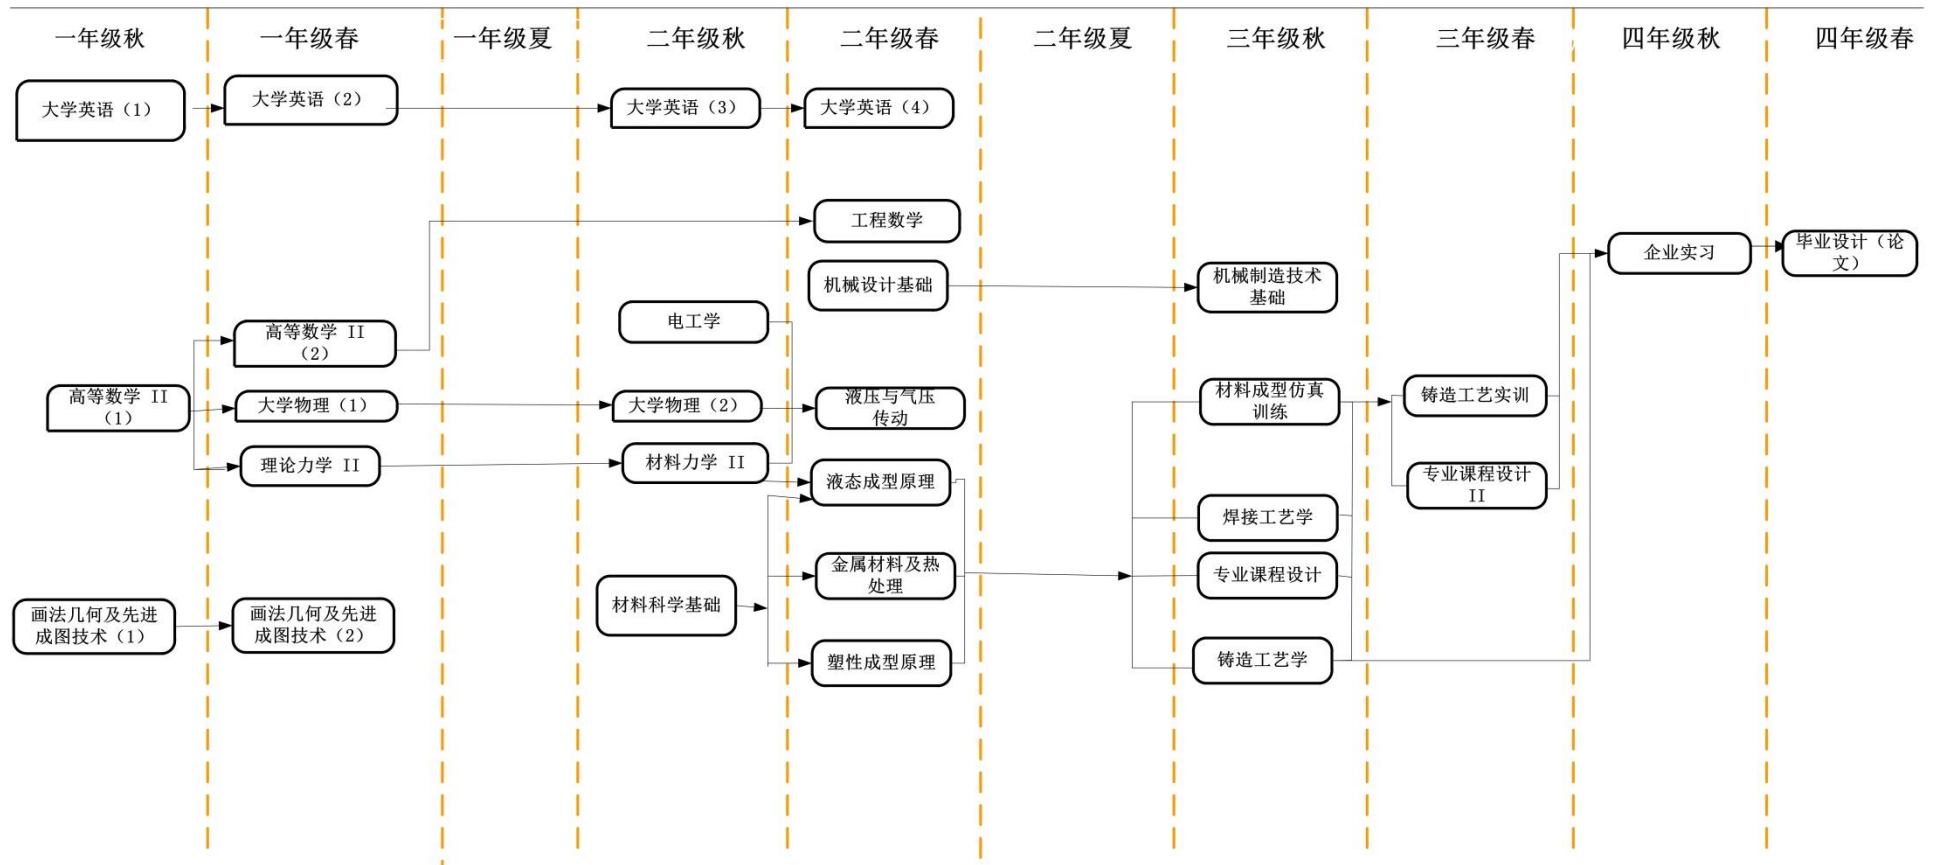 一年级秋
一年级春
一年级夏
二年级秋
二年级春
二年级夏
三年级秋
三年级春
四年级秋
四年级春
大学英语（1）
大学英语（2）
大学英语（3）
大学英语（4）
工程数学
机械设计基础
机械制造技术
基础
企业实习
毕业设计（论
文）
电工学
高等数学 II
（2）
高等数学 II
（1）
大学物理（1）
大学物理（2）
液压与气压
传动
材料成型仿真
训练
铸造工艺实训
理论力学 II
材料力学 II
液态成型原理
专业课程设计
II
焊接工艺学
金属材料及热
处理
专业课程设计
材料科学基础
画法几何及先进
成图技术（1）
画法几何及先进
成图技术（2）
塑性成型原理
铸造工艺学